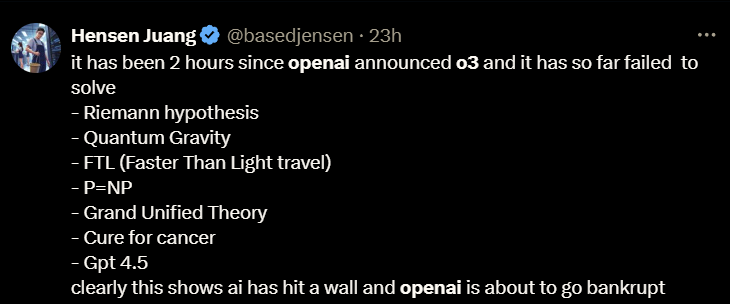 Hensen Juang @basedjensen · 23h
it has been 2 hours since openai announced o3 and it has so far failed  to
solve
- Riemann hypothesis
- Quantum Gravity
- FTL (Faster Than Light travel)
- P=NP
- Grand Unified Theory
- Cure for cancer
- Gpt 4.5
clearly this shows ai has hit a wall and openai is about to go bankrupt